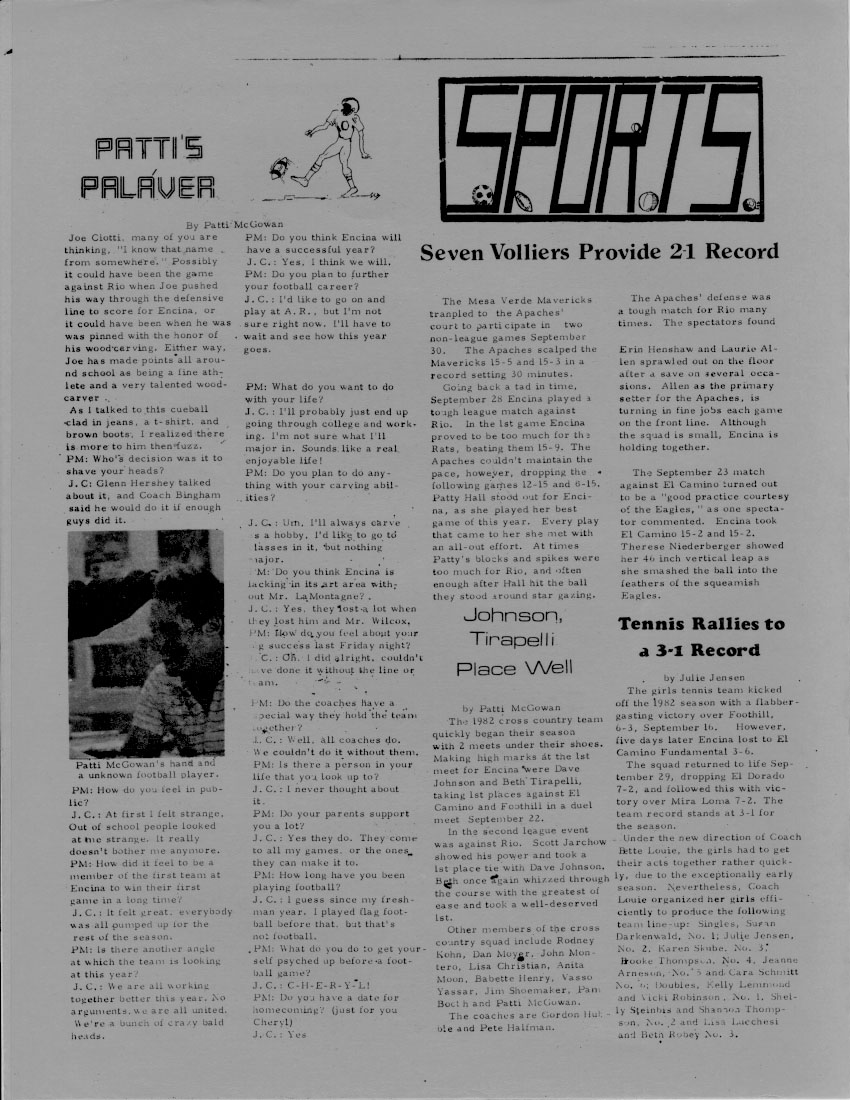 PATTI'S
PALAVER
By Patti McGowan
Joe Ciotti, many of you are
thinking, "I know that name
from somewhere." Possibly
it could have been the game
against Rio when Joe pushed
his way through the defensive
line to score for Encina, or
it could have been when he was
was pinned with the honor of
his woodcarving. Either way,
Joe has made points all arou-
nd school as being a fine ath-
lete and a very talented wood-
carver.
As I talked to this cueball
clad in jeans, a t-shirt, and
brown boots, I realized there
is more to him then fuzz.
PM: Who's decision was it to
shave your heads?
J.C: Glenn Hershey talked
about it, and Coach Bingham
said he would do it if enough
guys did it.
Patti McGowan's hand and
a unknown football player.
PM: How do you feel in pub-
lic?
J.C.: At first I felt strange.
Out of school people looked
at me strange. It really
doesn't bother me anymore.
PM: How did it feel to be a
member of the first team at
Encina to win their first
game in a long time?
J.C.: It felt great, everybody
was all pumped up for the
rest of the season.
PM: Is there another angle
at which the team is looking
at this year?
J.C.: We are all working
together better this year. No
arguments, we are all united.
We're a bunch of crazy bald
heads.
PM: Do you think Encina will
have a successful year?
J.C.: Yes, I think we will.
PM: Do you plan to further
your football career?
J.C.: I'd like to go on and
play at A.R., but I'm not
sure right now. I'll have to
wait and see how this year
goes.
PM: What do you want to do
with your life?
J.C.: I'll probably just end up
going through college and work-
ing. I'm not sure what I'll
major in. Sounds like a real
enjoyable life!
PM: Do you plan to do any-
thing with your carving abil-
ities?
J.C.: Um, I'll always carve
s a hobby, I'd like to go to
lasses in it, but nothing
ajor.
M: Do you think Encina is
lacking in its art area with-
out Mr. LaMontagne?
J.C.: Yes, they lost a lot when
they lost him and Mr. Wilcox,
PM: How do you feel about your
g success last Friday night?
C.: Oh, I did alright, couldn't
ve done it without the line or
am.
PM: Do the coaches have a
special way they hold the team
together?
J.C.: Well, all coaches do,
We couldn't do it without them.
PM: Is there a person in your
life that you look up to?
J.C.: I never thought about
it.
PM: Do your parents support
you a lot?
J.C.: Yes they do. They come
to all my games, or the ones
they can make it to.
PM: How long have you been
playing football?
J.C.: I guess since my fresh-
man year. I played flag foot-
ball before that, but that's
not football.
PM: What do you do to get your-
self psyched up before a foot-
ball game?
J.C.: C-H-E-R-Y-L!
PM: Do you have a date for
homecoming? (just for you
Cheryl)
J.C.: Yes
SPORTS
Seven Volliers Provide 2-1 Record
The Mesa Verde Mavericks
tranpled to the Apaches'
court to participate in two
non-league games September
30. The Apaches scalped the
Mavericks 15-5 and 15-3 in a
record setting 30 minutes.
Going back a tad in time,
September 28 Encina played a
tough league match against
Rio. In the 1st game Encina
proved to be too much for the
Rats, beating them 15-9. The
Apaches couldn't maintain the
pace, however, dropping the
following games 12-15 and 8-15.
Patty Hall stood out for Enci-
na, as she played her best
game of this year. Every play
that came to her she met with
an all-out effort. At times
Patty's blocks and spikes were
too much for Rio, and often
enough after Hall hit the ball
they stood around star gazing.
The Apaches' defense was
a tough match for Rio many
times. The spectators found
Erin Henshaw and Laurie Al-
len sprawled out on the floor
after a save on several occa-
sions. Allen as the primary
setter for the Apaches, is
turning in fine jobs each game
on the front line. Although
the squad is small, Encina is
holding together.
The September 23 match
against El Camino turned out
to be a "good practice courtesy
of the Eagles," as one specta-
tor commented. Encina took
El Camino 15-2 and 15-2.
Therese Niederberger showed
her 46 inch vertical leap as
she smashed the ball into the
feathers of the squeamish
Eagles.
Johnson,
Tirapelli
Place Well
by Patti McGowan
The 1982 cross country team
quickly began their season
with 2 meets under their shoes.
Making high marks at the 1st
meet for Encina were Dave
Johnson and Beth Tirapelli,
taking 1st places against El
Camino and Foothill in a duel
meet September 22.
In the second league event
was against Rio. Scott Jarchow
showed his power and took a
1st place tie with Dave Johnson.
Beth once again whizzed through
the course with the greatest of
ease and took a well-deserved
1st.
Other members of the cross
country squad include Rodney
Kohn, Dan Moyer, John Mon-
tero, Lisa Christian, Anita
Moon, Babette Henry, Vasso
Yassar, Jim Shoemaker, Pam
Booth and Patti McGowan.
The coaches are Gordon Hub-
ble and Pete Halfman.
Tennis Rallies to
a 3-1 Record
by Julie Jensen
The girls tennis team kicked
off the 1982 season with a flabber-
gasting victory over Foothill,
6-3, September 16. However,
five days later Encina lost to El
Camino Fundamental 3-6.
The squad returned to life Sep-
tember 29, dropping El Dorado
7-2, and followed this with vic-
tory over Mira Loma 7-2. The
team record stands at 3-1 for
the season.
Under the new direction of Coach
Bette Louie, the girls had to get
their acts together rather quick-
ly, due to the exceptionally early
season. Nevertheless, Coach
Louie organized her girls effi-
ciently to produce the following
team line-up: Singles, Susan
Darkenwald, No. 1; Julie Jensen,
No. 2, Karen Skube, No. 3,
Brooke Thompson, No. 4, Jeanne
Arneson, No. 5 and Cara Schmitt
No. 6; Doubles, Kelly Lemmond
and Vicki Robinson, No. 1, Shel-
ly Steinbis and Shannon Thomp-
son, No. 2 and Lisa Lucchesi
and Beth Robey No. 3.